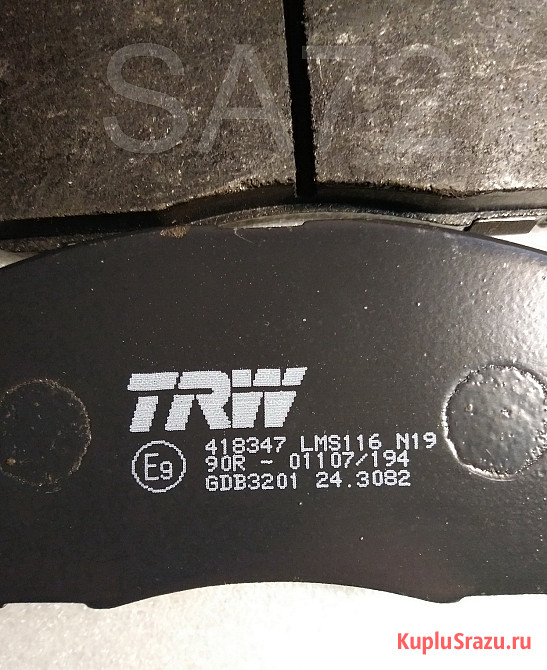 SA72
TRW
418347 LMS116 N19
E9 90R - 01107/194
GDB3201 24.3082
KupluSrazu.ru